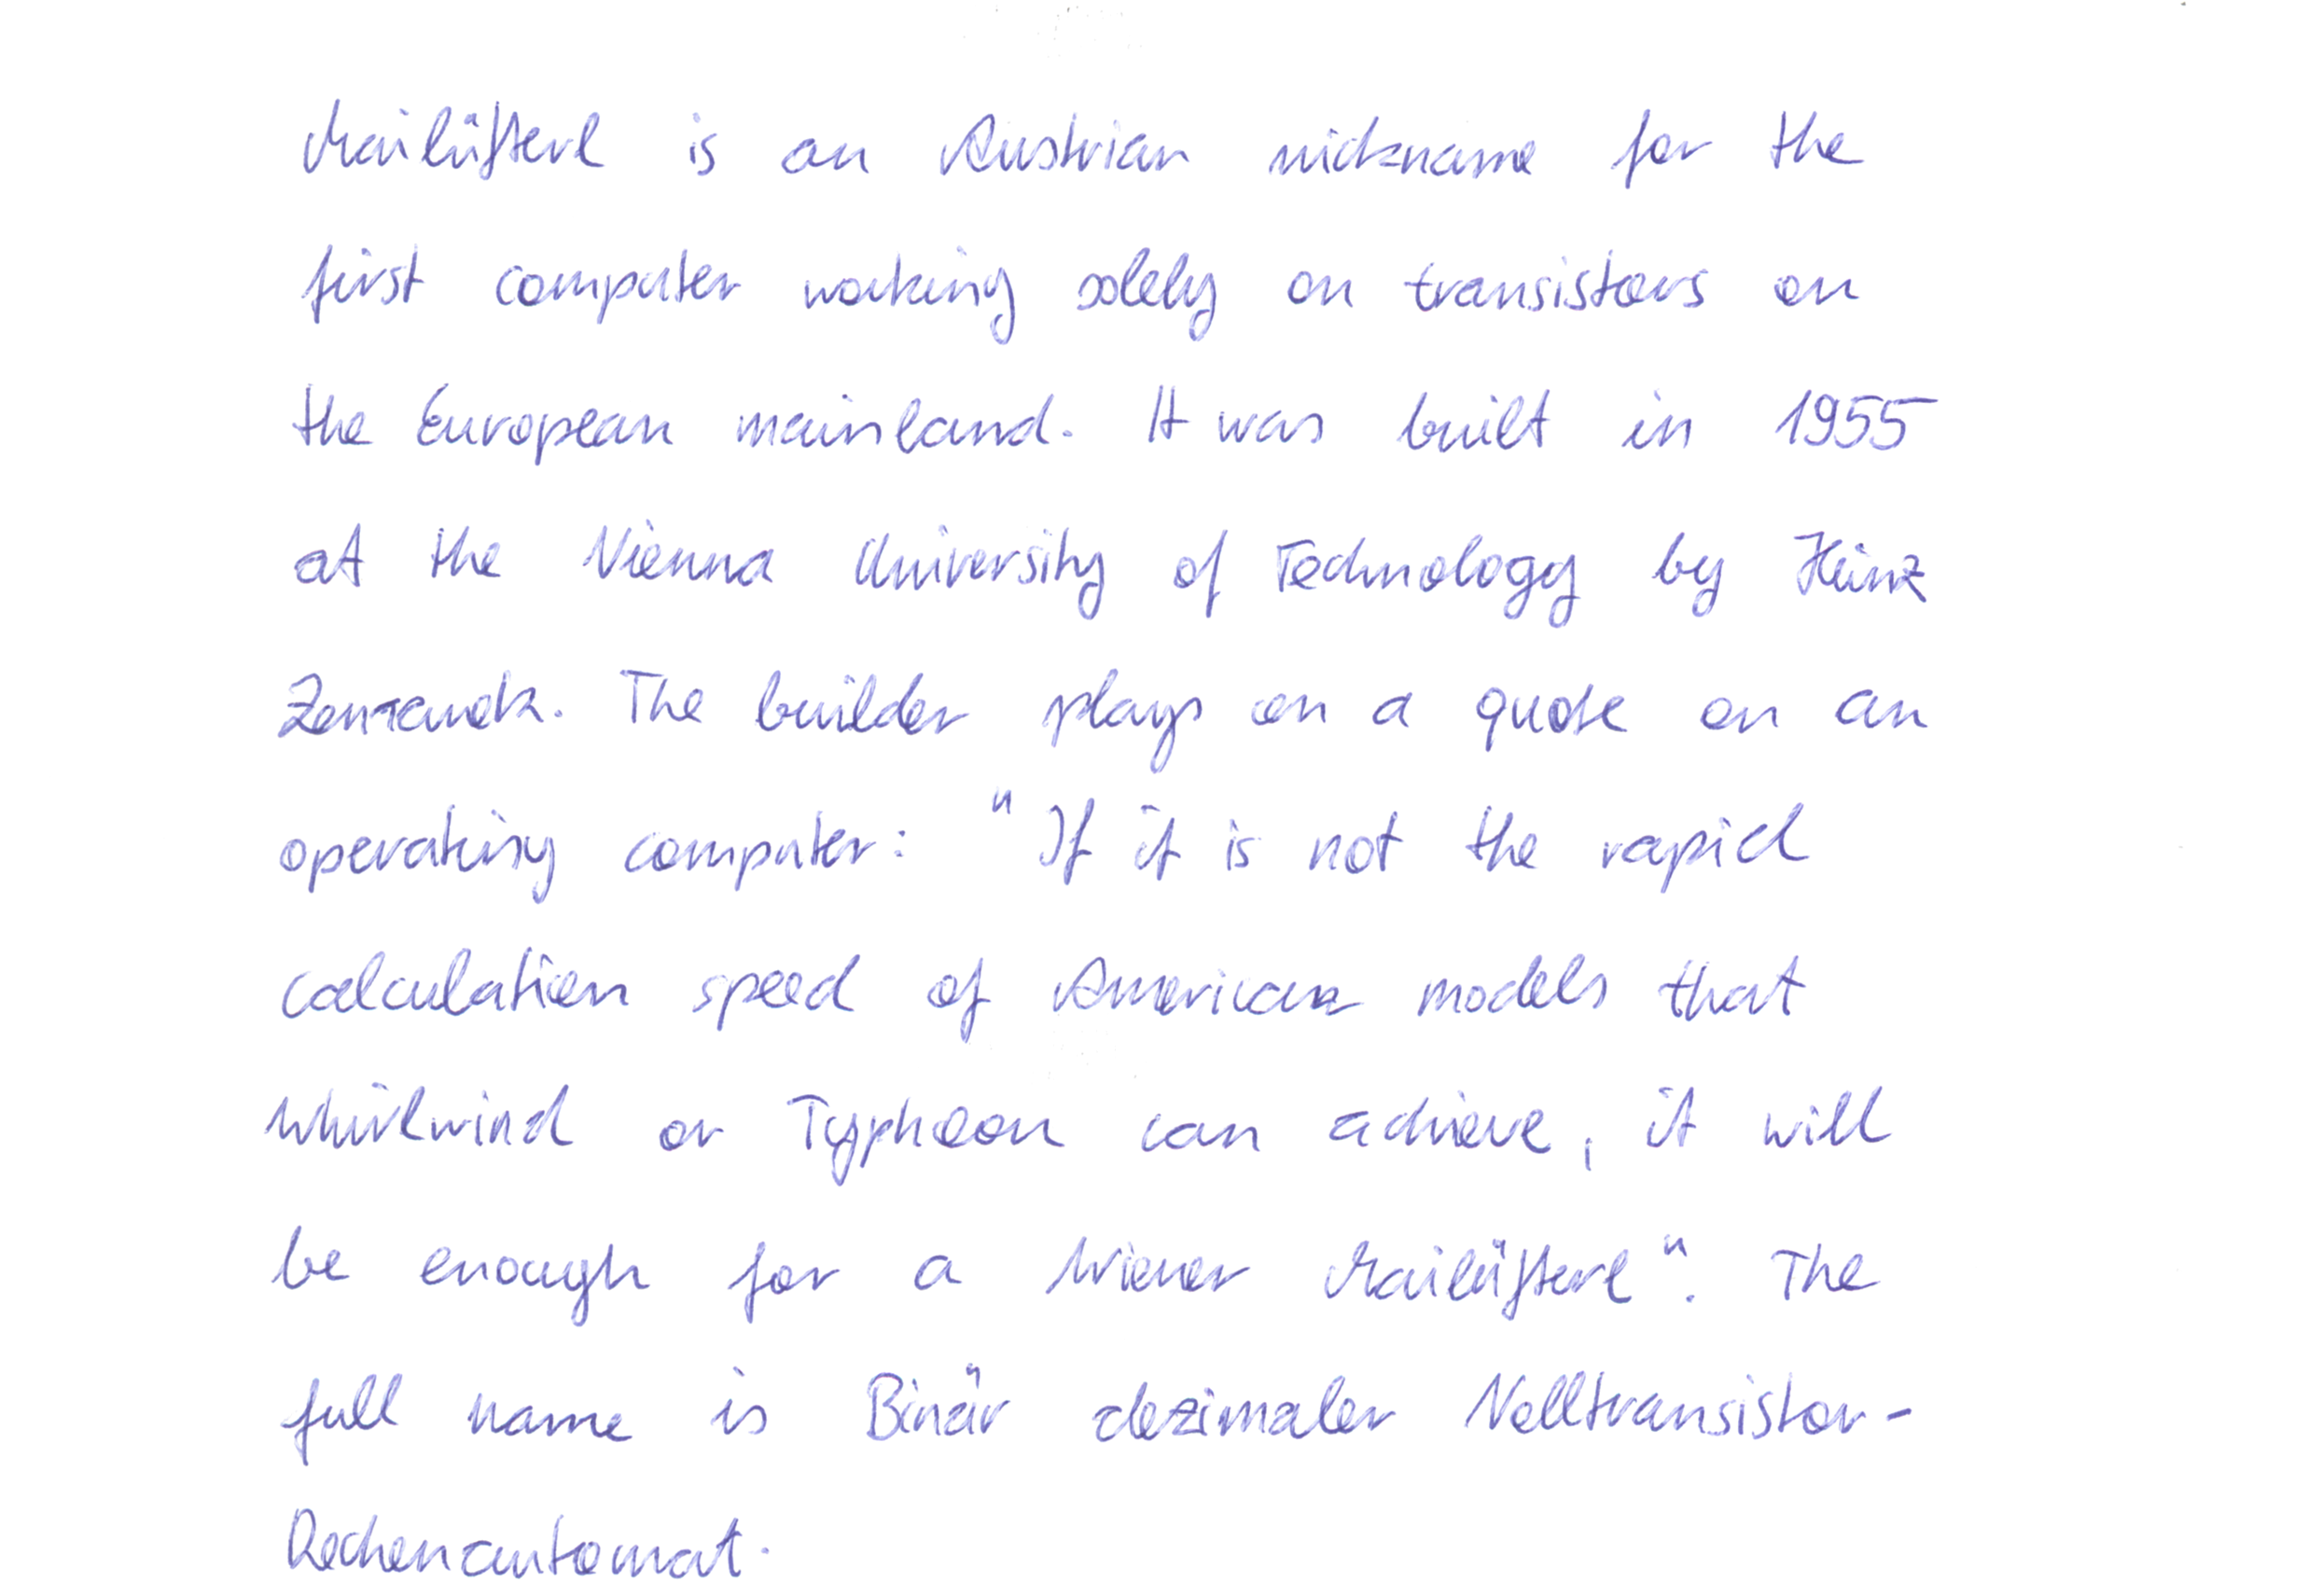 Mailüfterl is an Austrian nickname for the
first computer working solely on transistors on
the European mainland. It was built in 1955
at the Vienna University of Technology by Heinz
Zemanek. The builder plays on a quote on an
operating computer: "If it is not the rapid
calculation speed of American models that
Whirlwind or Typhoon can achieve, it will
be enough for a Wiener Mailüfterl". The
full name is Binär dezimaler Volltransistor-
Rechenautomat.